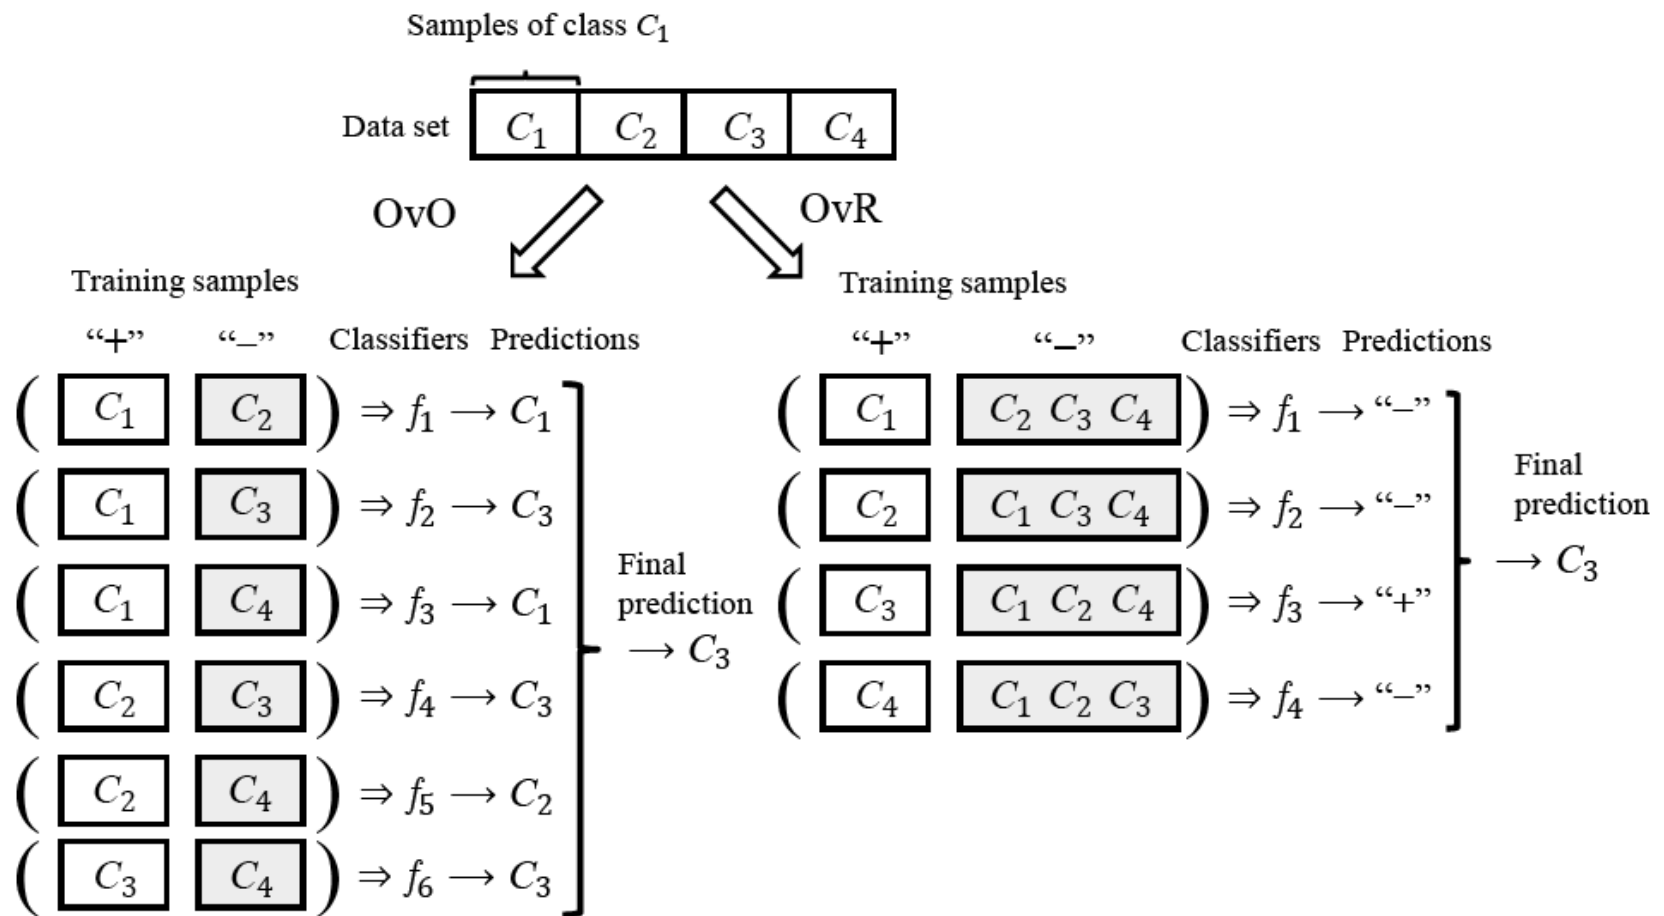 Samples of class C₁
Data set C₁ C₂ C₃ C₄
OvO
OvR
Training samples
“+” “−” Classifiers Predictions
( C₁ C₂ ) ⇒ f₁ → C₁
( C₁ C₃ ) ⇒ f₂ → C₃
( C₁ C₄ ) ⇒ f₃ → C₁
( C₂ C₃ ) ⇒ f₄ → C₃
( C₂ C₄ ) ⇒ f₅ → C₂
( C₃ C₄ ) ⇒ f₆ → C₃
Final
prediction
→ C₃
Training samples
“+” “−” Classifiers Predictions
( C₁ C₂ C₃ C₄ ) ⇒ f₁ → “−”
( C₂ C₁ C₃ C₄ ) ⇒ f₂ → “−”
( C₃ C₁ C₂ C₄ ) ⇒ f₃ → “+”
( C₄ C₁ C₂ C₃ ) ⇒ f₄ → “−”
Final
prediction
→ C₃